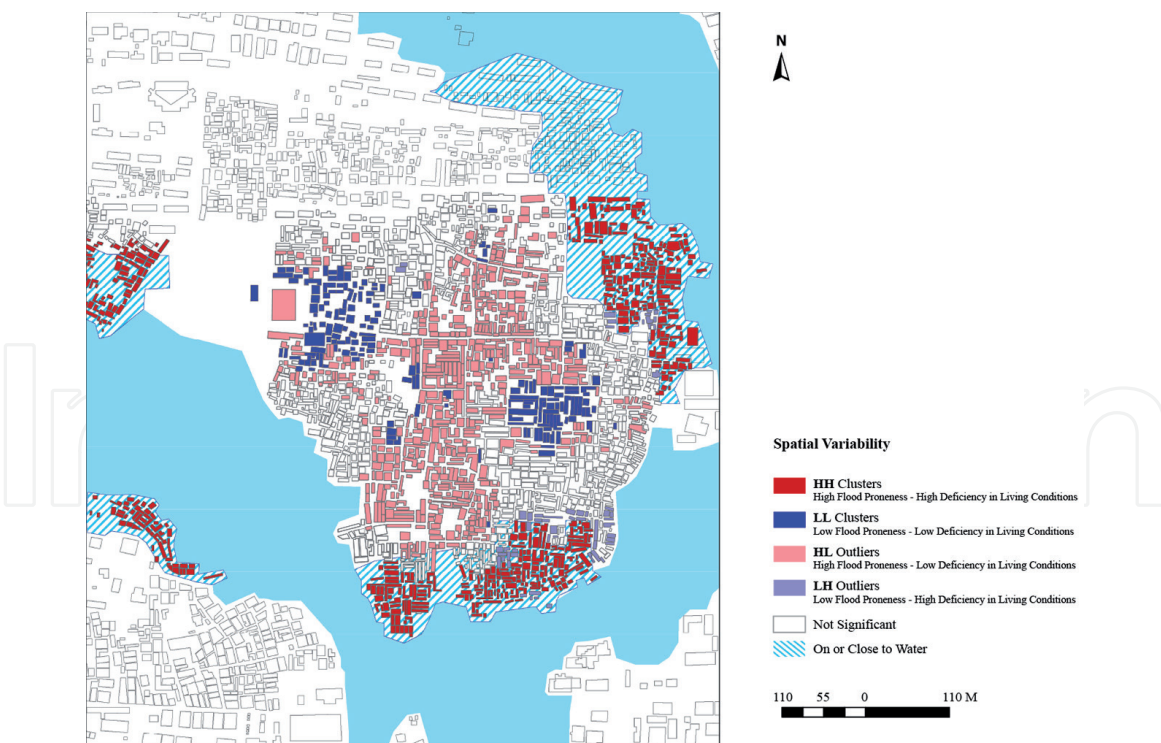 N
Spatial Variability
HH Clusters
High Flood Proneness - High Deficiency in Living Conditions
LL Clusters
Low Flood Proneness - Low Deficiency in Living Conditions
HL Outliers
High Flood Proneness - Low Deficiency in Living Conditions
LH Outliers
Low Flood Proneness - High Deficiency in Living Conditions
Not Significant
On or Close to Water
110 55 0 110 M